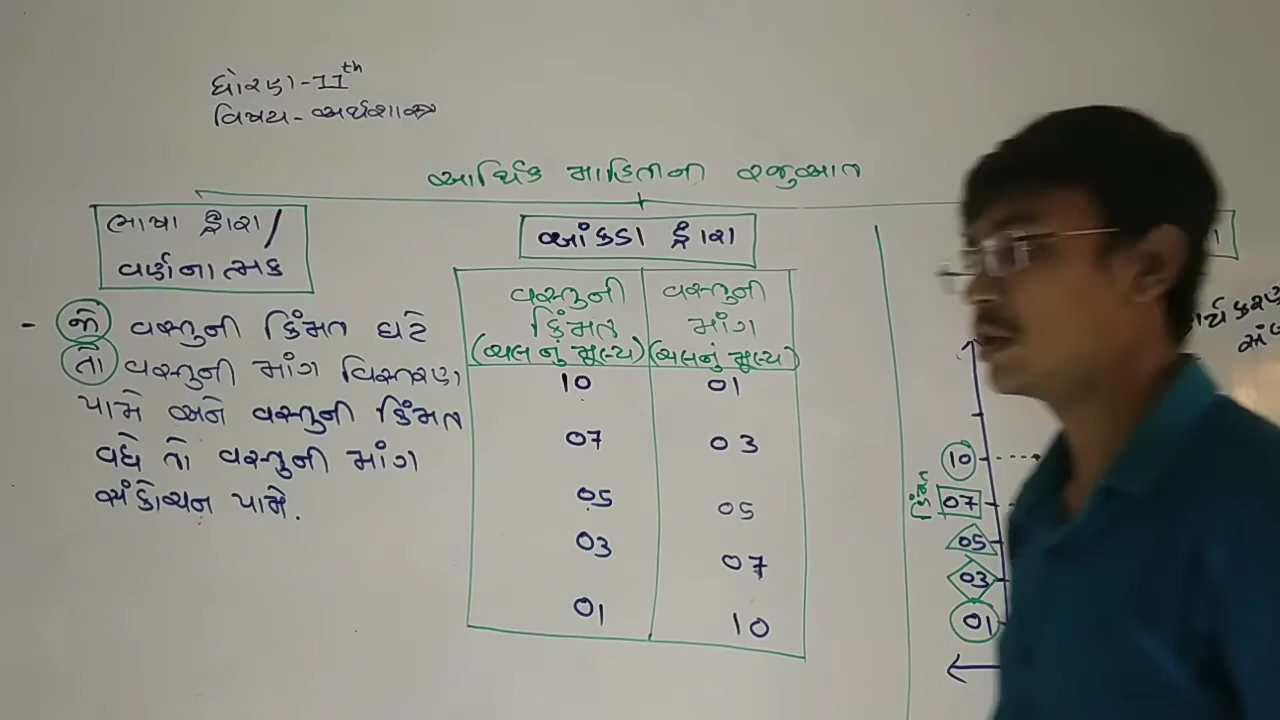 ધોરણ-11th
વિષય-અર્થશાસ્ત્ર
આર્થિક માહિતીની રજુઆત
ભાષા દ્વારા/
વર્ણનાત્મક
- જો વસ્તુની કિંમત ઘટે
તો વસ્તુની માંગ વિસ્તરણ
પામે અને વસ્તુની કિંમત
વધે તો વસ્તુની માંગ
સંકોચન પામે.
આંકડા દ્વારા
વસ્તુની કિંમત (ચલનું મૂલ્ય)
વસ્તુની માંગ (ચલનું મૂલ્ય)
10 01
07 03
05 05
03 07
01 10
કિંમત
10
07
05
03
01